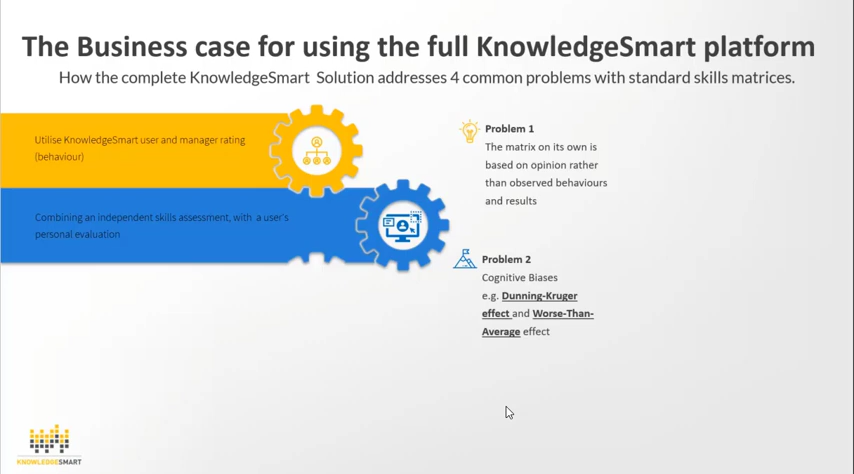 The Business case for using the full KnowledgeSmart platform
How the complete KnowledgeSmart Solution addresses 4 common problems with standard skills matrices.
Utilise KnowledgeSmart user and manager rating
(behaviour)
Combining an independent skills assessment, with a user's
personal evaluation
Problem 1
The matrix on its own is
based on opinion rather
than observed behaviours
and results
Problem 2
Cognitive Biases
e.g. Dunning-Kruger
effect and Worse-Than-
Average effect
KNOWLEDGESMART